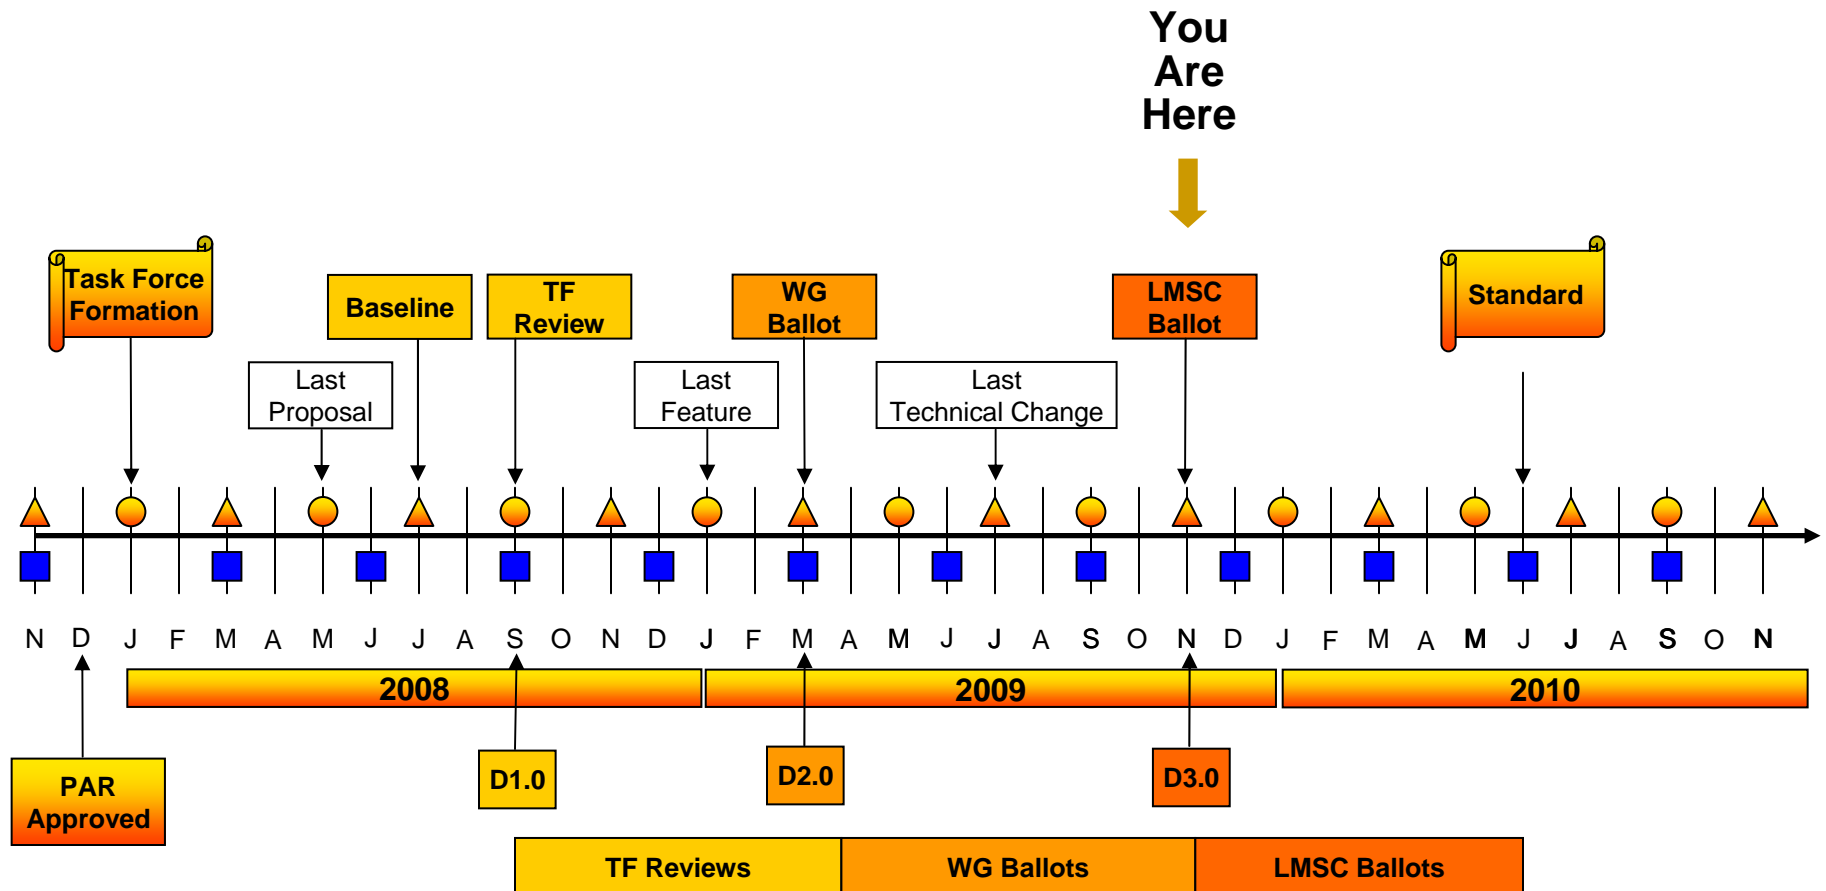 You
Are
Here
Task Force
Formation
Baseline
TF
Review
WG
Ballot
LMSC
Ballot
Standard
Last
Proposal
Last
Feature
Last
Technical Change
N D J F M A M J J A S O N D J F M A M J J A S O N D J F M A M J J A S O N
2008 2009 2010
PAR
Approved
D1.0
D2.0
D3.0
TF Reviews WG Ballots LMSC Ballots